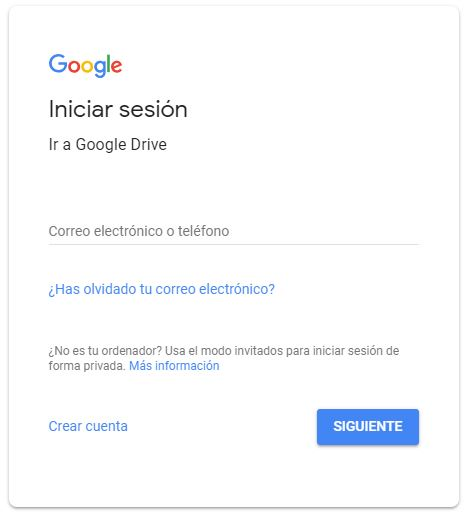 Google
Iniciar sesión
Ir a Google Drive
Correo electrónico o teléfono
¿Has olvidado tu correo electrónico?
¿No es tu ordenador? Usa el modo invitados para iniciar sesión de
forma privada. Más información
Crear cuenta
SIGUIENTE